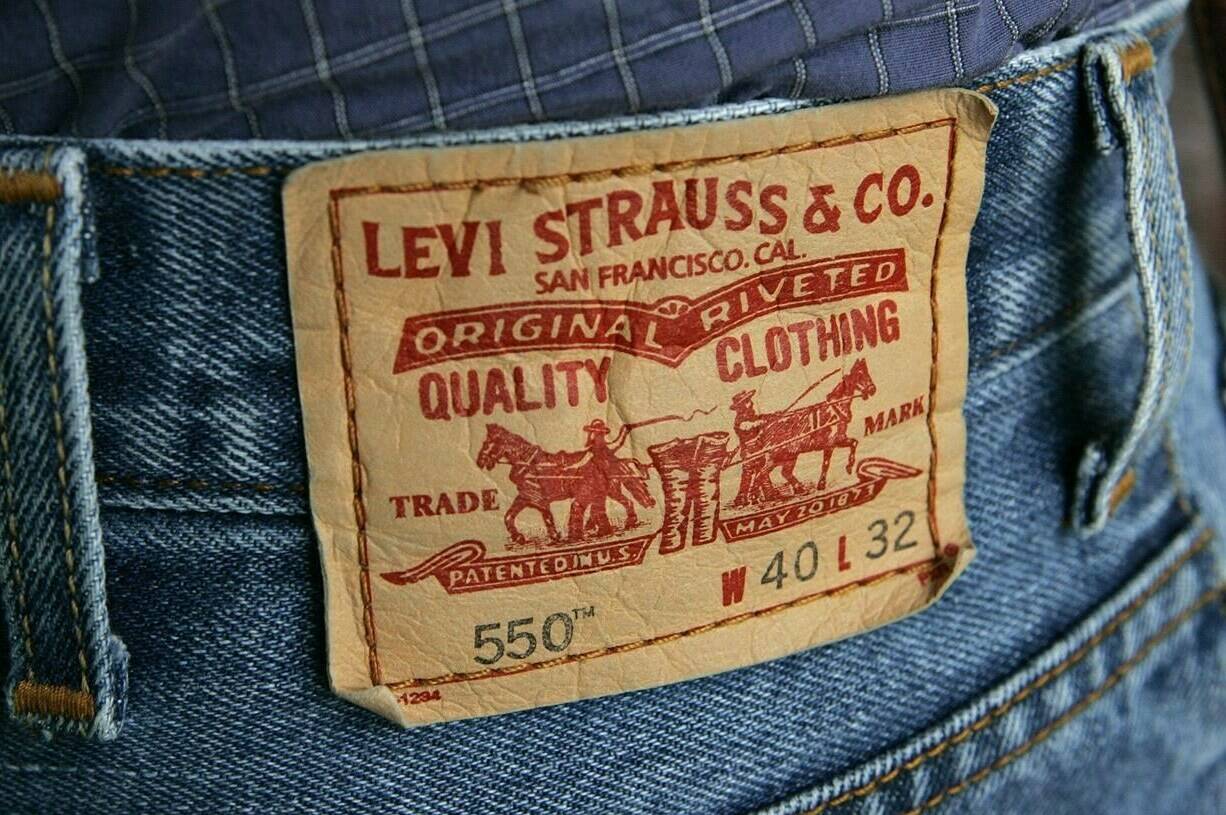 LEVI STRAUSS & CO.
SAN FRANCISCO. CAL.
ORIGINAL RIVETED
QUALITY CLOTHING
TRADE MARK
PATENTED IN U.S. MAY 20 1873
W 40 L 32
550™
1234